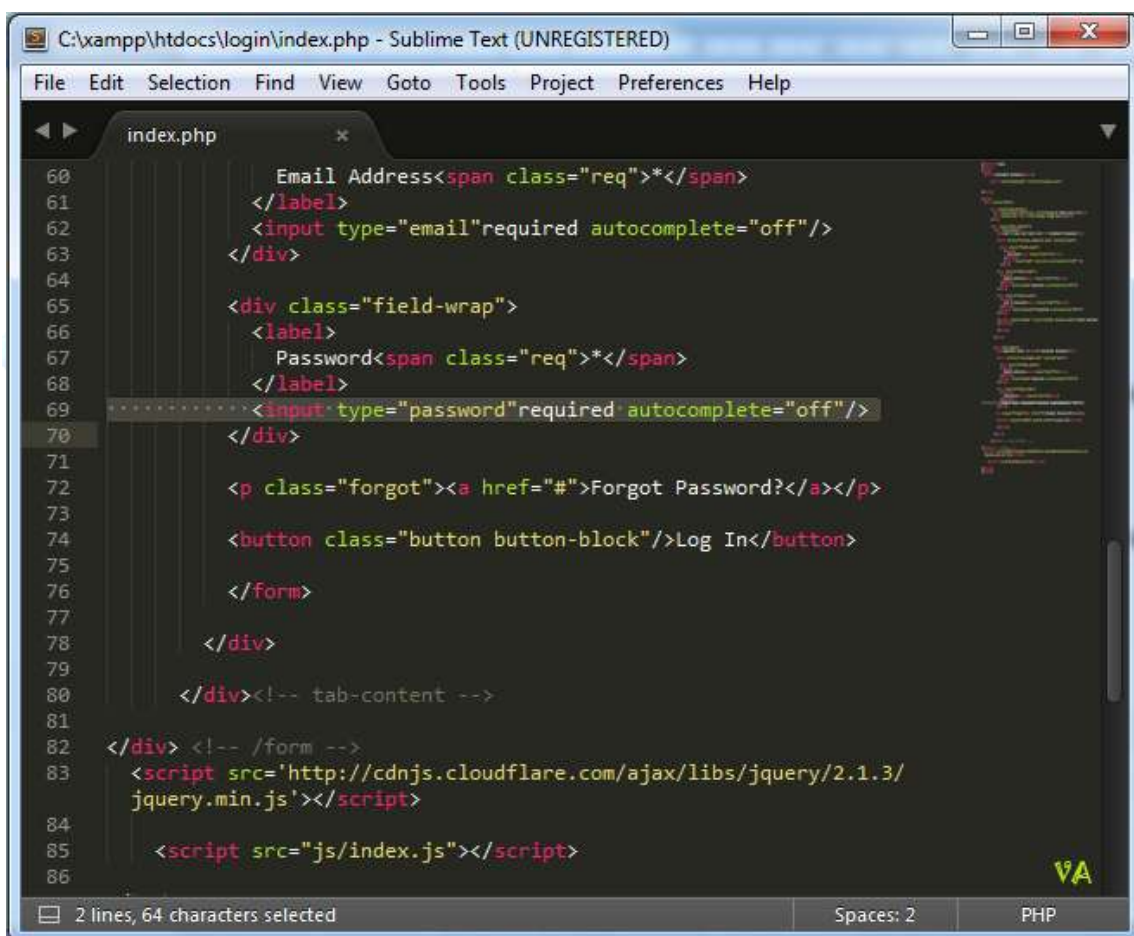 C:\xampp\htdocs\login\index.php - Sublime Text (UNREGISTERED)
File Edit Selection Find View Goto Tools Project Preferences Help
index.php
60 Email Address<span class="req">*</span>
61 </label>
62 <input type="email"required autocomplete="off"/>
63 </div>
64
65 <div class="field-wrap">
66 <label>
67 Password<span class="req">*</span>
68 </label>
69 <input type="password"required autocomplete="off"/>
70 </div>
71
72 <p class="forgot"><a href="#">Forgot Password?</a></p>
73
74 <button class="button button-block"/>Log In</button>
75
76 </form>
77
78 </div>
79
80 </div><!-- tab-content -->
81
82 </div> <!-- /form -->
83 <script src='http://cdnjs.cloudflare.com/ajax/libs/jquery/2.1.3/
jquery.min.js'></script>
84
85 <script src="js/index.js"></script>
86
VA
2 lines, 64 characters selected Spaces: 2 PHP